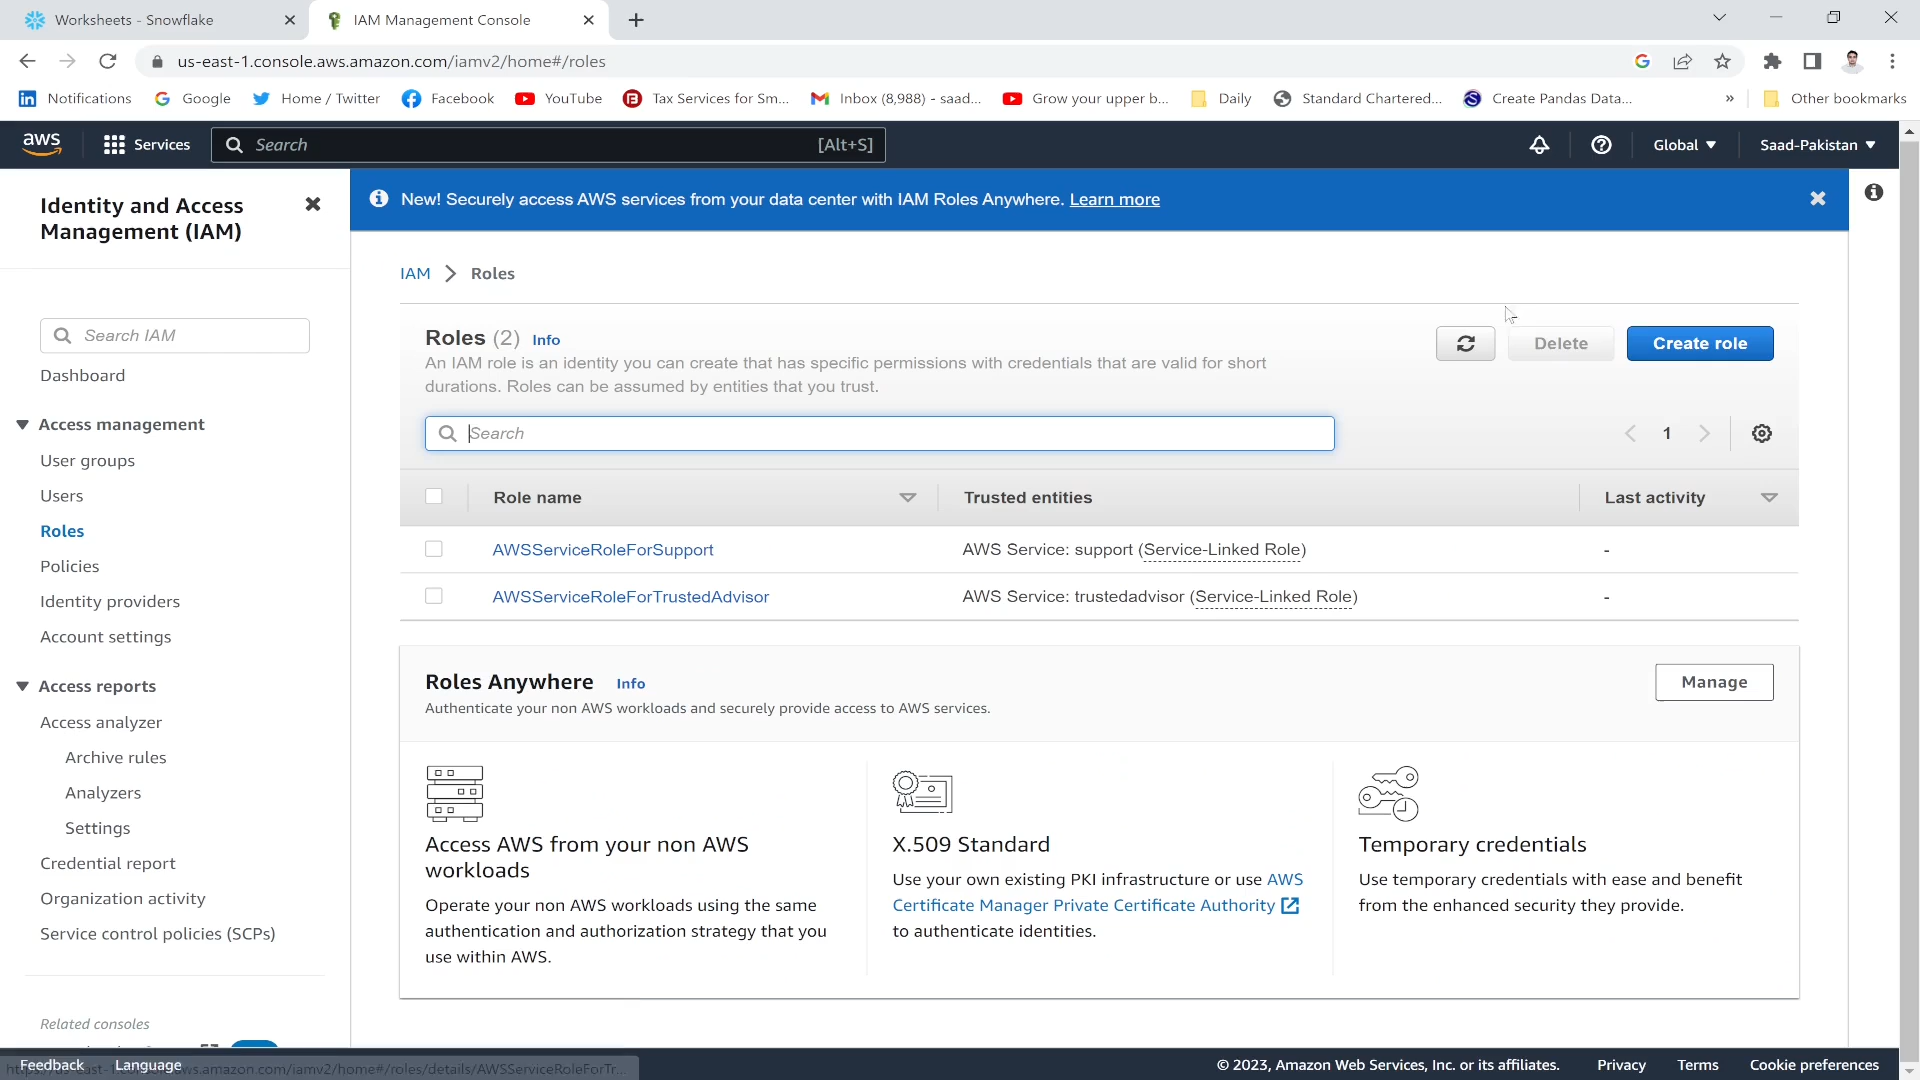 Worksheets - Snowflake
IAM Management Console
us-east-1.console.aws.amazon.com/iamv2/home#/roles
Notifications
Google
Home / Twitter
Facebook
YouTube
Tax Services for Sm...
Inbox (8,988) - saad...
Grow your upper b...
Daily
Standard Chartered...
Create Pandas Data...
»
Other bookmarks
aws
Services
Search
[Alt+S]
Global
Saad-Pakistan
Identity and Access
Management (IAM)
New! Securely access AWS services from your data center with IAM Roles Anywhere. Learn more
IAM
Roles
Search IAM
Dashboard
Access management
User groups
Users
Roles
Policies
Identity providers
Account settings
Access reports
Access analyzer
Archive rules
Analyzers
Settings
Credential report
Organization activity
Service control policies (SCPs)
Related consoles
Roles (2) Info
An IAM role is an identity you can create that has specific permissions with credentials that are valid for short
durations. Roles can be assumed by entities that you trust.
Delete
Create role
Search
1
Role name
Trusted entities
Last activity
AWSServiceRoleForSupport
AWS Service: support (Service-Linked Role)
-
AWSServiceRoleForTrustedAdvisor
AWS Service: trustedadvisor (Service-Linked Role)
-
Roles Anywhere Info
Authenticate your non AWS workloads and securely provide access to AWS services.
Manage
Access AWS from your non AWS
workloads
Operate your non AWS workloads using the same
authentication and authorization strategy that you
use within AWS.
X.509 Standard
Use your own existing PKI infrastructure or use AWS
Certificate Manager Private Certificate Authority
to authenticate identities.
Temporary credentials
Use temporary credentials with ease and benefit
from the enhanced security they provide.
Feedback
Language
© 2023, Amazon Web Services, Inc. or its affiliates.
Privacy
Terms
Cookie preferences